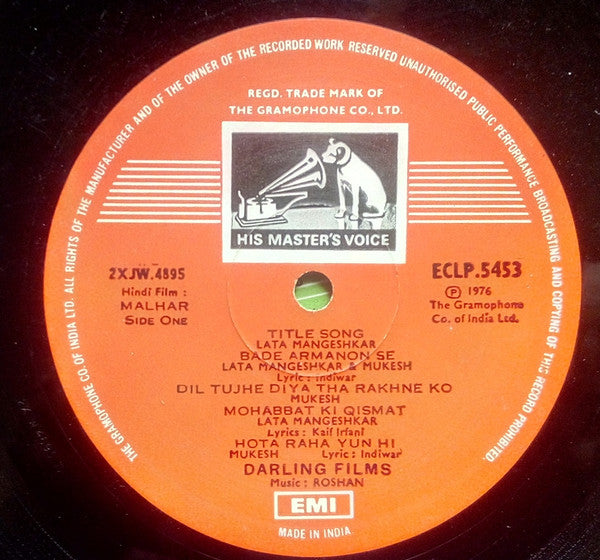 THE GRAMOPHONE CO. OF INDIA LTD. ALL RIGHTS OF THE MANUFACTURER AND OF THE OWNER OF THE RECORDED WORK RESERVED UNAUTHORISED PUBLIC PERFORMANCE BROADCASTING AND COPYING OF THIS RECORD PROHIBITED.
REGD. TRADE MARK OF
THE GRAMOPHONE CO., LTD.
HIS MASTER'S VOICE
2XJW.4895
Hindi Film :
MALHAR
SIDE ONE
ECLP.5453
Ⓟ 1976
The Gramophone
Co. of India Ltd.
TITLE SONG
LATA MANGESHKAR
BADE ARMANON SE
LATA MANGESHKAR & MUKESH
Lyric : Indiwar
DIL TUJHE DIYA THA RAKHNE KO
MUKESH
MOHABBAT KI QISMAT
LATA MANGESHKAR
Lyrics : Kaif Irfani
HOTA RAHA YUN HI
MUKESH Lyric : Indiwar
DARLING FILMS
Music : ROSHAN
EMI
MADE IN INDIA